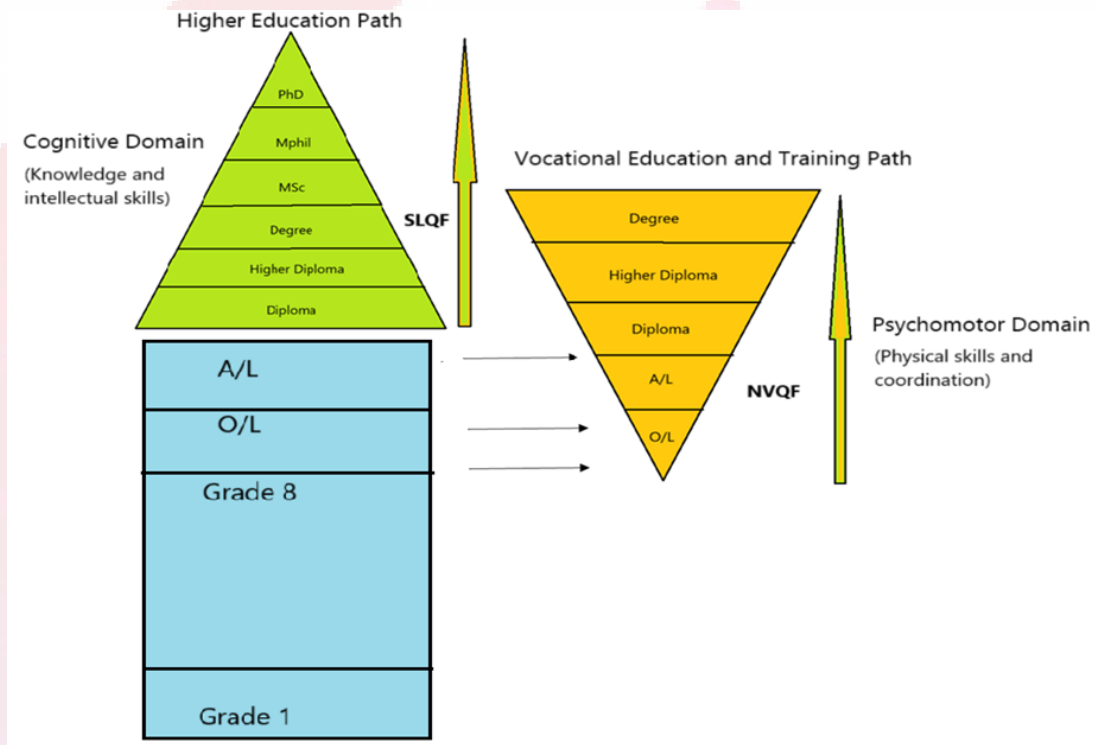 Higher Education Path
PhD
Mphil
MSc
Degree
Higher Diploma
Diploma
Cognitive Domain
(Knowledge and
intellectual skills)
SLQF
A/L
O/L
Grade 8
Grade 1
Vocational Education and Training Path
Degree
Higher Diploma
Diploma
A/L
O/L
NVQF
Psychomotor Domain
(Physical skills and
coordination)